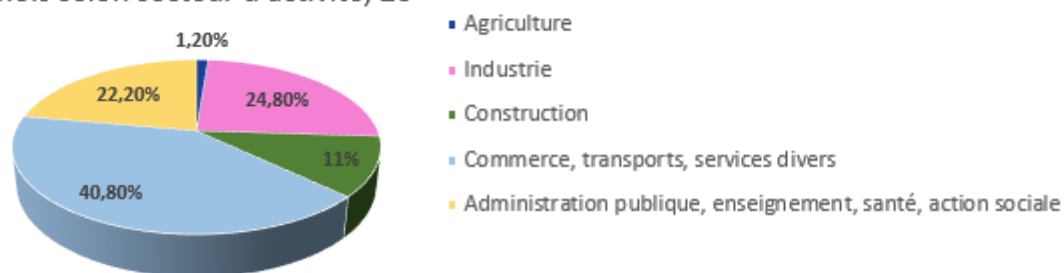 1,20%
22,20%
24,80%
11%
40,80%
Agriculture
Industrie
Construction
Commerce, transports, services divers
Administration publique, enseignement, santé, action sociale